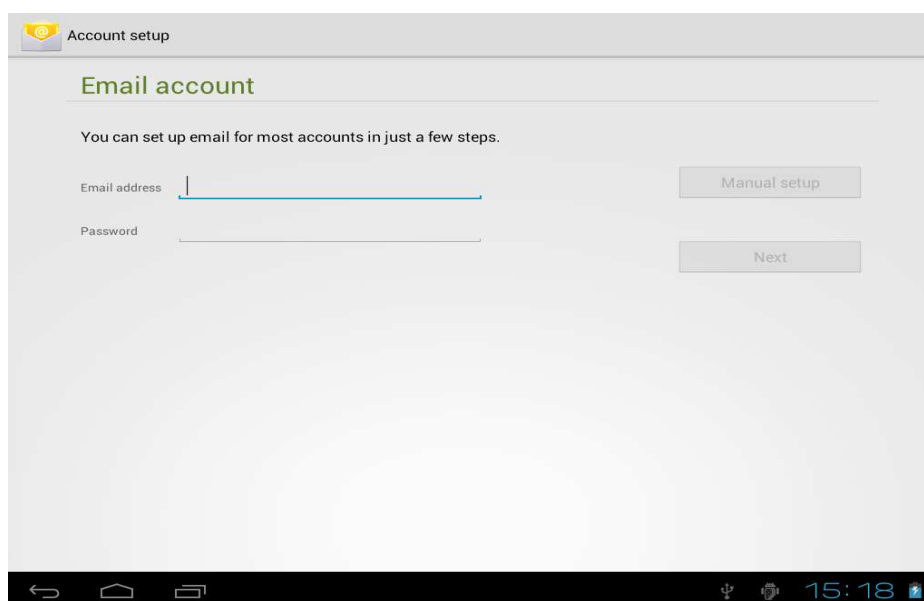 Account setup
Email account
You can set up email for most accounts in just a few steps.
Email address
Manual setup
Password
Next
15:18